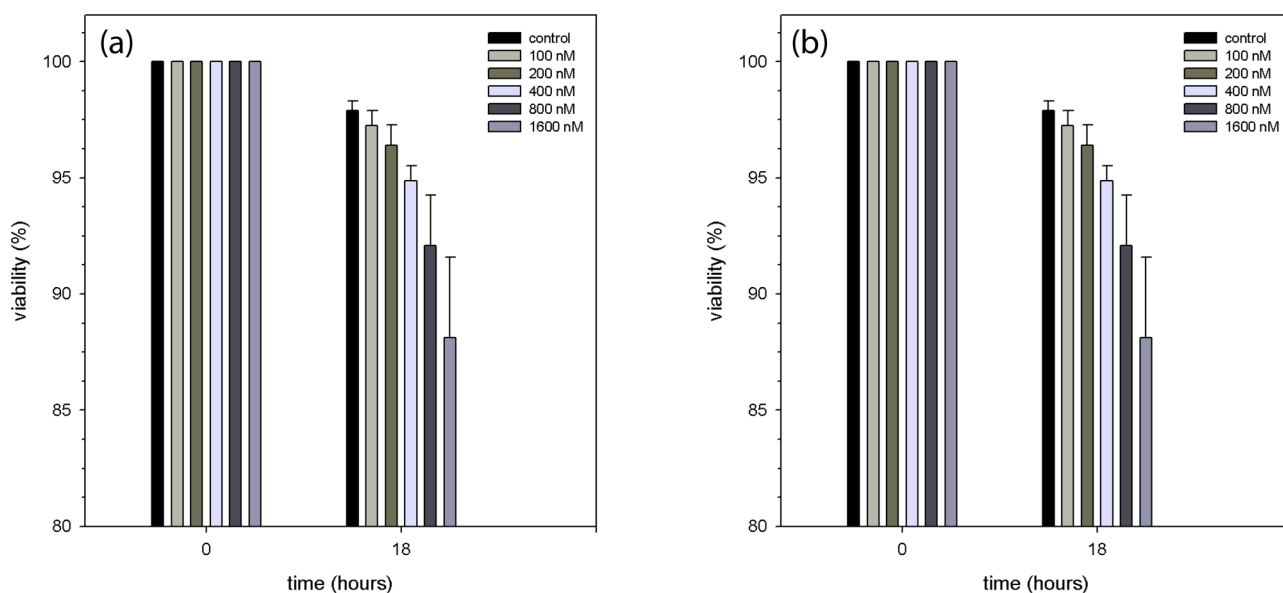 (a)
control
100 nM
200 nM
400 nM
800 nM
1600 nM
100
95
90
85
80
viability (%)
0 18
time (hours)
(b)
control
100 nM
200 nM
400 nM
800 nM
1600 nM
100
95
90
85
80
viability (%)
0 18
time (hours)